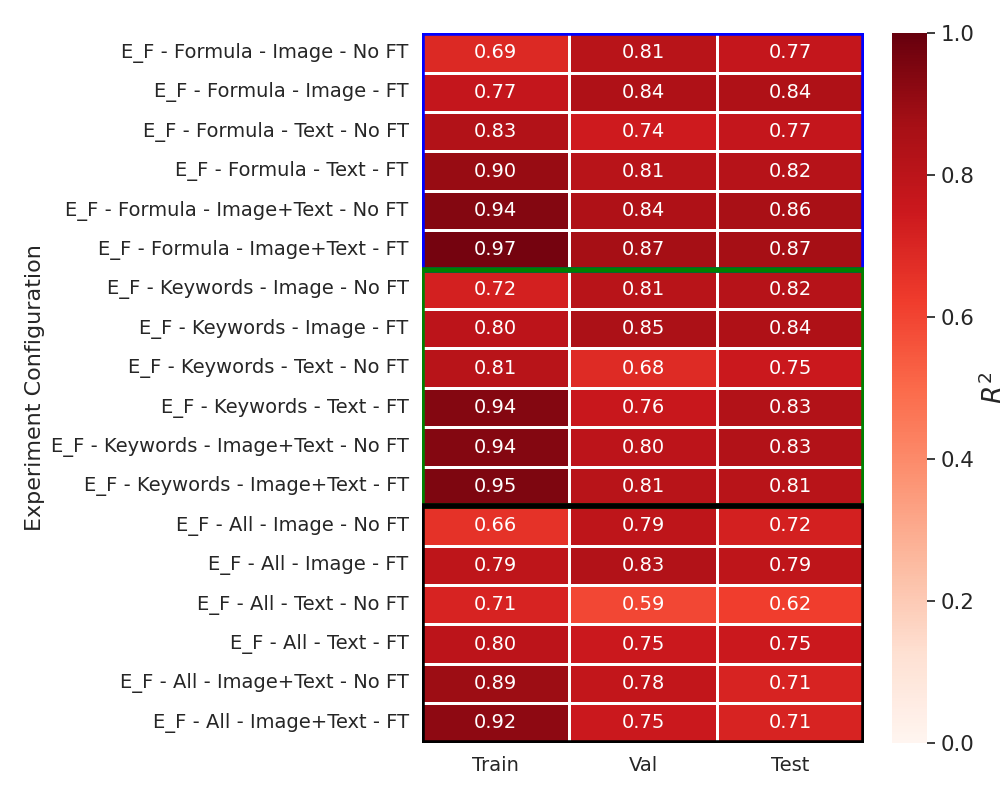 Experiment Configuration
E_F - Formula - Image - No FT 0.69 0.81 0.77
E_F - Formula - Image - FT 0.77 0.84 0.84
E_F - Formula - Text - No FT 0.83 0.74 0.77
E_F - Formula - Text - FT 0.90 0.81 0.82
E_F - Formula - Image+Text - No FT 0.94 0.84 0.86
E_F - Formula - Image+Text - FT 0.97 0.87 0.87
E_F - Keywords - Image - No FT 0.72 0.81 0.82
E_F - Keywords - Image - FT 0.80 0.85 0.84
E_F - Keywords - Text - No FT 0.81 0.68 0.75
E_F - Keywords - Text - FT 0.94 0.76 0.83
E_F - Keywords - Image+Text - No FT 0.94 0.80 0.83
E_F - Keywords - Image+Text - FT 0.95 0.81 0.81
E_F - All - Image - No FT 0.66 0.79 0.72
E_F - All - Image - FT 0.79 0.83 0.79
E_F - All - Text - No FT 0.71 0.59 0.62
E_F - All - Text - FT 0.80 0.75 0.75
E_F - All - Image+Text - No FT 0.89 0.78 0.71
E_F - All - Image+Text - FT 0.92 0.75 0.71
Train Val Test
1.0
0.8
0.6
0.4
0.2
0.0
R²